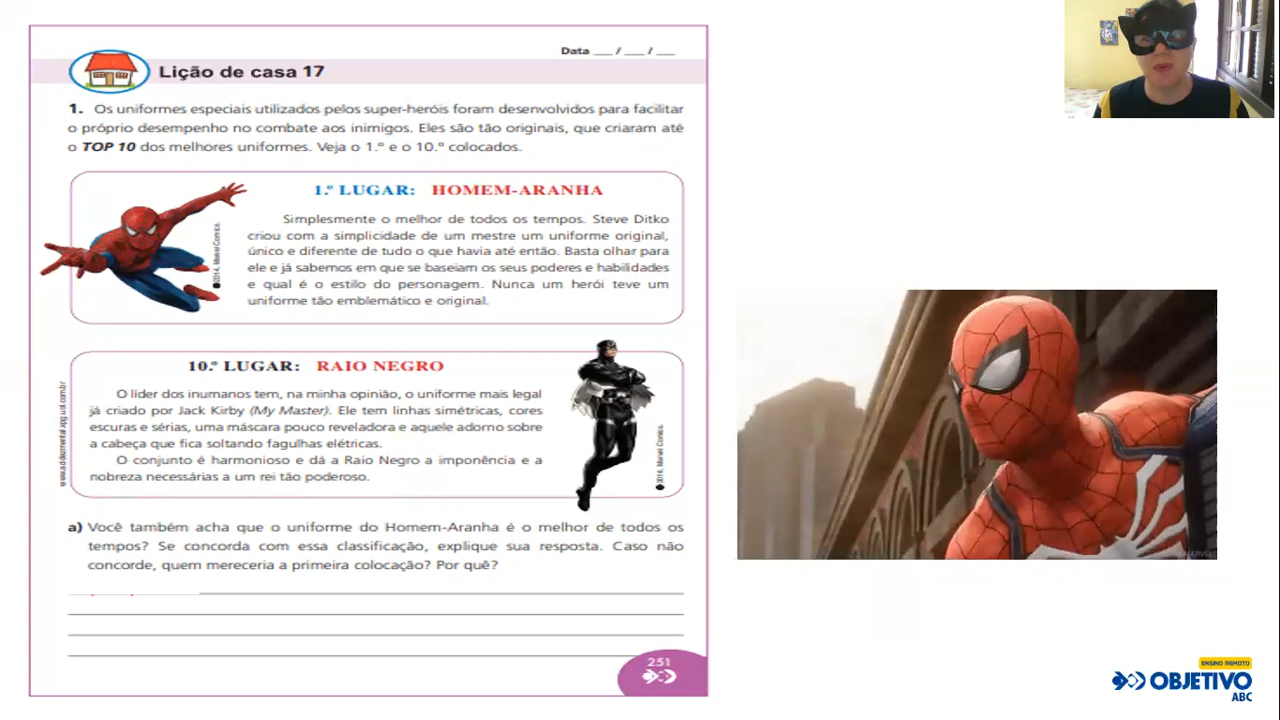 Data ___ / ___ / ___
Lição de casa 17
1. Os uniformes especiais utilizados pelos super-heróis foram desenvolvidos para facilitar
o próprio desempenho no combate aos inimigos. Eles são tão originais, que criaram até
o TOP 10 dos melhores uniformes. Veja o 1.º e o 10.º colocados.
1.º LUGAR: HOMEM-ARANHA
Simplesmente o melhor de todos os tempos. Steve Ditko
criou com a simplicidade de um mestre um uniforme original,
único e diferente de tudo o que havia até então. Basta olhar para
ele e já sabemos em que se baseiam os seus poderes e habilidades
e qual é o estilo do personagem. Nunca um herói teve um
uniforme tão emblemático e original.
2014, Marvel Comics.
10.º LUGAR: RAIO NEGRO
O líder dos inumanos tem, na minha opinião, o uniforme mais legal
já criado por Jack Kirby (My Master). Ele tem linhas simétricas, cores
escuras e sérias, uma máscara pouco reveladora e aquele adorno sobre
a cabeça que fica soltando fagulhas elétricas.
O conjunto é harmonioso e dá a Raio Negro a imponência e a
nobreza necessárias a um rei tão poderoso.
2014, Marvel Comics.
a) Você também acha que o uniforme do Homem-Aranha é o melhor de todos os
tempos? Se concorda com essa classificação, explique sua resposta. Caso não
concorde, quem mereceria a primeira colocação? Por quê?
251
MARVEL
ENSINO REMOTO
OBJETIVO
ABC